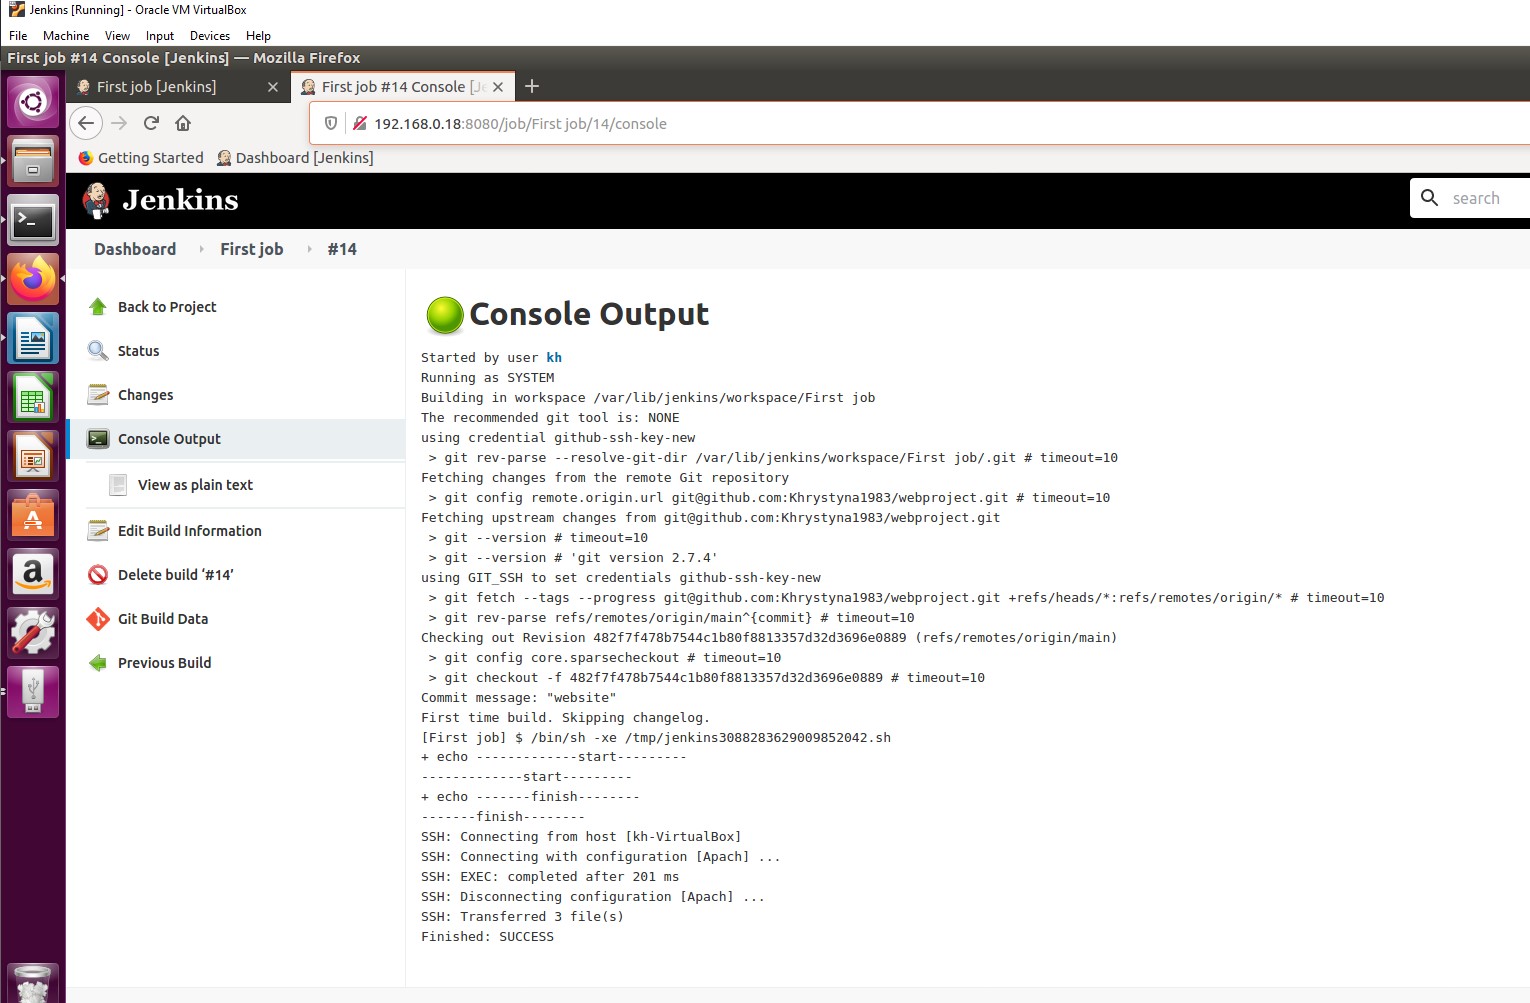 Jenkins [Running] - Oracle VM VirtualBox
File Machine View Input Devices Help
First job #14 Console [Jenkins] — Mozilla Firefox
First job [Jenkins]
First job #14 Console [Je
192.168.0.18:8080/job/First job/14/console
Getting Started Dashboard [Jenkins]
Jenkins
search
Dashboard First job #14
Back to Project
Status
Changes
Console Output
View as plain text
Edit Build Information
Delete build ‘#14’
Git Build Data
Previous Build
Console Output
Started by user kh
Running as SYSTEM
Building in workspace /var/lib/jenkins/workspace/First job
The recommended git tool is: NONE
using credential github-ssh-key-new
> git rev-parse --resolve-git-dir /var/lib/jenkins/workspace/First job/.git # timeout=10
Fetching changes from the remote Git repository
> git config remote.origin.url git@github.com:Khrystyna1983/webproject.git # timeout=10
Fetching upstream changes from git@github.com:Khrystyna1983/webproject.git
> git --version # timeout=10
> git --version # 'git version 2.7.4'
using GIT_SSH to set credentials github-ssh-key-new
> git fetch --tags --progress git@github.com:Khrystyna1983/webproject.git +refs/heads/*:refs/remotes/origin/* # timeout=10
> git rev-parse refs/remotes/origin/main^{commit} # timeout=10
Checking out Revision 482f7f478b7544c1b80f8813357d32d3696e0889 (refs/remotes/origin/main)
> git config core.sparsecheckout # timeout=10
> git checkout -f 482f7f478b7544c1b80f8813357d32d3696e0889 # timeout=10
Commit message: "website"
First time build. Skipping changelog.
[First job] $ /bin/sh -xe /tmp/jenkins3088283629009852042.sh
+ echo -------------start---------
-------------start---------
+ echo -------finish--------
-------finish--------
SSH: Connecting from host [kh-VirtualBox]
SSH: Connecting with configuration [Apach] ...
SSH: EXEC: completed after 201 ms
SSH: Disconnecting configuration [Apach] ...
SSH: Transferred 3 file(s)
Finished: SUCCESS